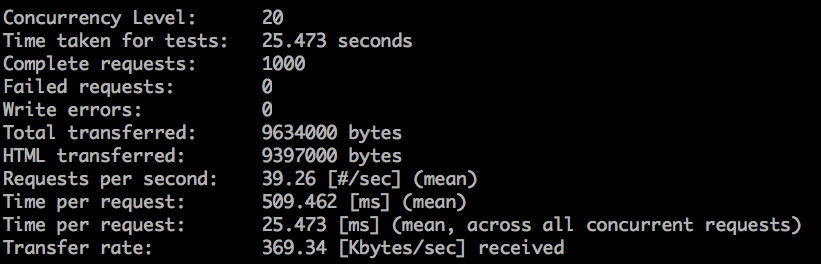 Concurrency Level:      20
Time taken for tests:   25.473 seconds
Complete requests:      1000
Failed requests:        0
Write errors:           0
Total transferred:      9634000 bytes
HTML transferred:       9397000 bytes
Requests per second:    39.26 [#/sec] (mean)
Time per request:       509.462 [ms] (mean)
Time per request:       25.473 [ms] (mean, across all concurrent requests)
Transfer rate:          369.34 [Kbytes/sec] received